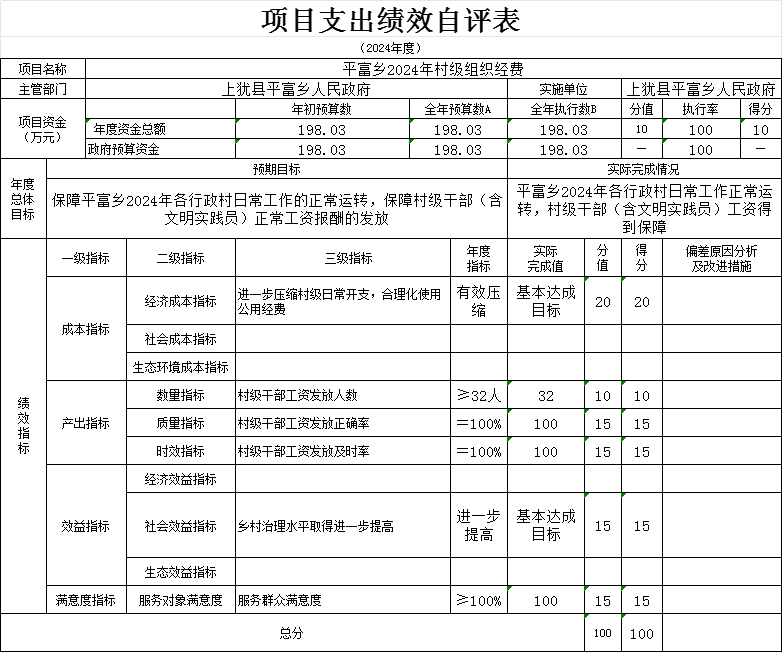 项目支出绩效自评表
（2024年度）
项目名称 平富乡2024年村级组织经费
主管部门 上犹县平富乡人民政府 实施单位 上犹县平富乡人民政府
项目资金
（万元） 年初预算数 全年预算数A 全年执行数B 分值 执行率 得分
年度资金总额 198.03 198.03 198.03 10 100 10
政府预算资金 198.03 198.03 198.03 — 100 —
年度
总体
目标 预期目标 实际完成情况
保障平富乡2024年各行政村日常工作的正常运转，保障村级干部（含
文明实践员）正常工资报酬的发放
平富乡2024年各行政村日常工作正常运
转，村级干部（含文明实践员）工资得
到保障
绩
效
指
标
一级指标 二级指标 三级指标 年度
指标 实际
完成值 分
值 得
分 偏差原因分析
及改进措施
成本指标 经济成本指标 进一步压缩村级日常开支，合理化使用
公用经费 有效压
缩 基本达成
目标 20 20
社会成本指标
生态环境成本指标
产出指标 数量指标 村级干部工资发放人数 ≥32人 32 10 10
质量指标 村级干部工资发放正确率 ＝100% 100 15 15
时效指标 村级干部工资发放及时率 ＝100% 100 15 15
效益指标 经济效益指标
社会效益指标 乡村治理水平取得进一步提高 进一步
提高 基本达成
目标 15 15
生态效益指标
满意度指标 服务对象满意度 服务群众满意度 ≥100% 100 15 15
总分 100 100